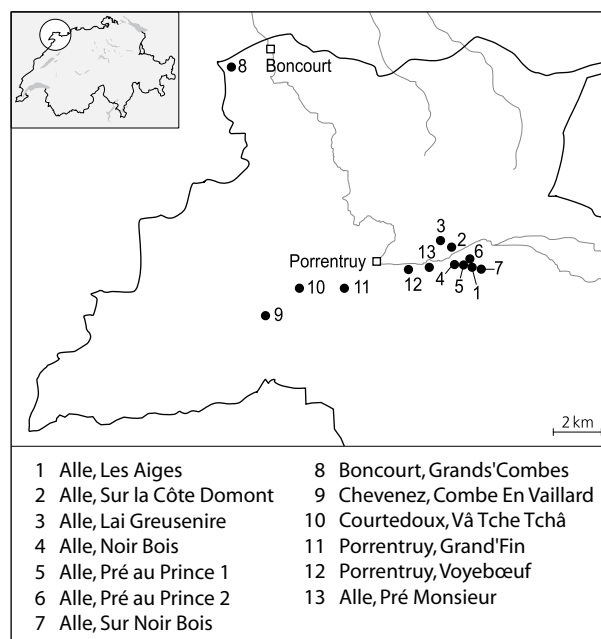 8 Boncourt
3
2
Porrentruy 13 6
12 4 5 1 7
10 11
9
2 km
1 Alle, Les Aiges
2 Alle, Sur la Côte Domont
3 Alle, Lai Greusenire
4 Alle, Noir Bois
5 Alle, Pré au Prince 1
6 Alle, Pré au Prince 2
7 Alle, Sur Noir Bois
8 Boncourt, Grands'Combes
9 Chevenez, Combe En Vaillard
10 Courtedoux, Vâ Tche Tchâ
11 Porrentruy, Grand'Fin
12 Porrentruy, Voyebœuf
13 Alle, Pré Monsieur